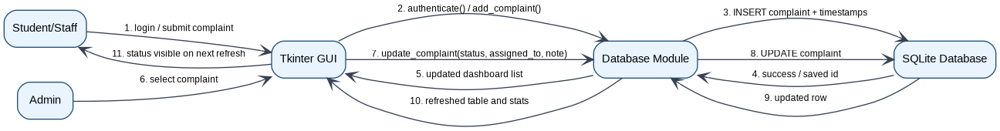 2. authenticate() / add_complaint()
3. INSERT complaint + timestamps
Student/Staff
1. login / submit complaint
11. status visible on next refresh
Tkinter GUI
7. update_complaint(status, assigned_to, note)
Database Module
8. UPDATE complaint
SQLite Database
6. select complaint
5. updated dashboard list
4. success / saved id
Admin
10. refreshed table and stats
9. updated row